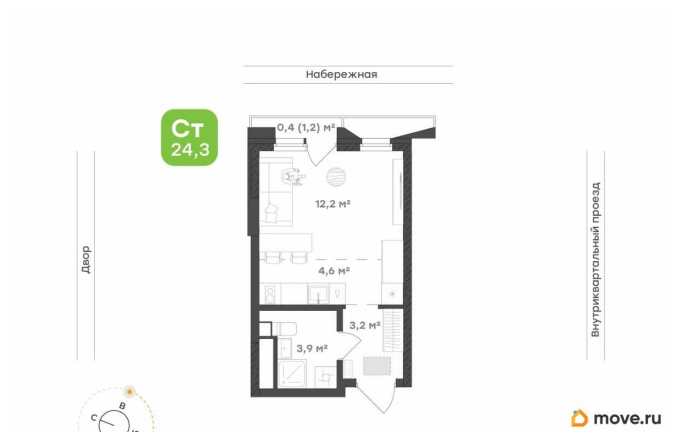 Набережная
Ст
24,3
0,4 (1,2) м²
12,2 м²
Двор
Внутриквартальный проезд
4,6 м²
3,2 м²
3,9 м²
В
С
move.ru